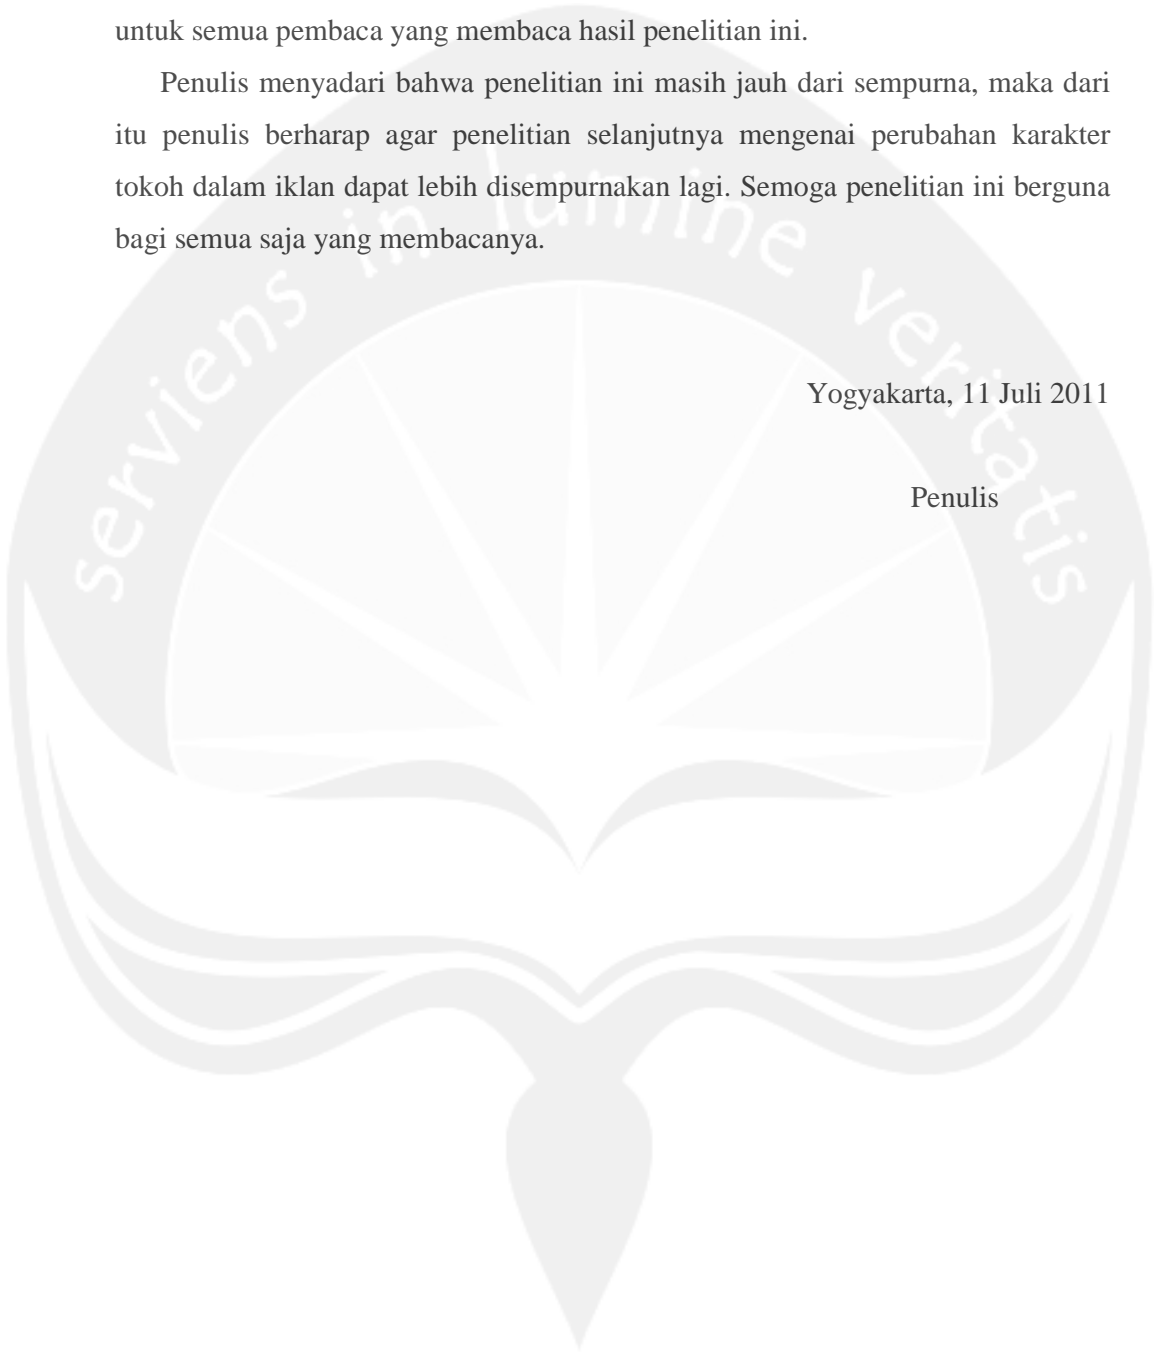 untuk semua pembaca yang membaca hasil penelitian ini.
Penulis menyadari bahwa penelitian ini masih jauh dari sempurna, maka dari
itu penulis berharap agar penelitian selanjutnya mengenai perubahan karakter
tokoh dalam iklan dapat lebih disempurnakan lagi. Semoga penelitian ini berguna
bagi semua saja yang membacanya.
serviens in lumine veritatis
Yogyakarta, 11 Juli 2011
Penulis